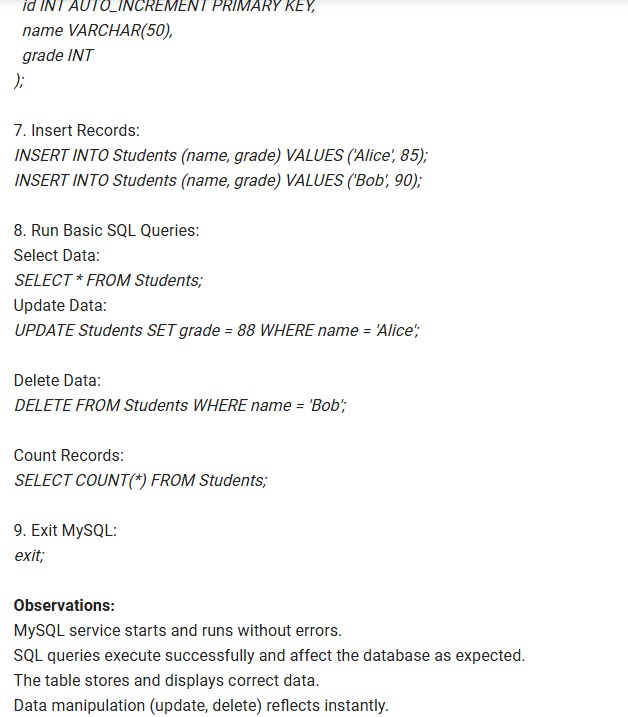 id INT AUTO_INCREMENT PRIMARY KEY,
name VARCHAR(50),
grade INT
);
7. Insert Records:
INSERT INTO Students (name, grade) VALUES ('Alice', 85);
INSERT INTO Students (name, grade) VALUES ('Bob', 90);
8. Run Basic SQL Queries:
Select Data:
SELECT * FROM Students;
Update Data:
UPDATE Students SET grade = 88 WHERE name = 'Alice';
Delete Data:
DELETE FROM Students WHERE name = 'Bob';
Count Records:
SELECT COUNT(*) FROM Students;
9. Exit MySQL:
exit;
Observations:
MySQL service starts and runs without errors.
SQL queries execute successfully and affect the database as expected.
The table stores and displays correct data.
Data manipulation (update, delete) reflects instantly.